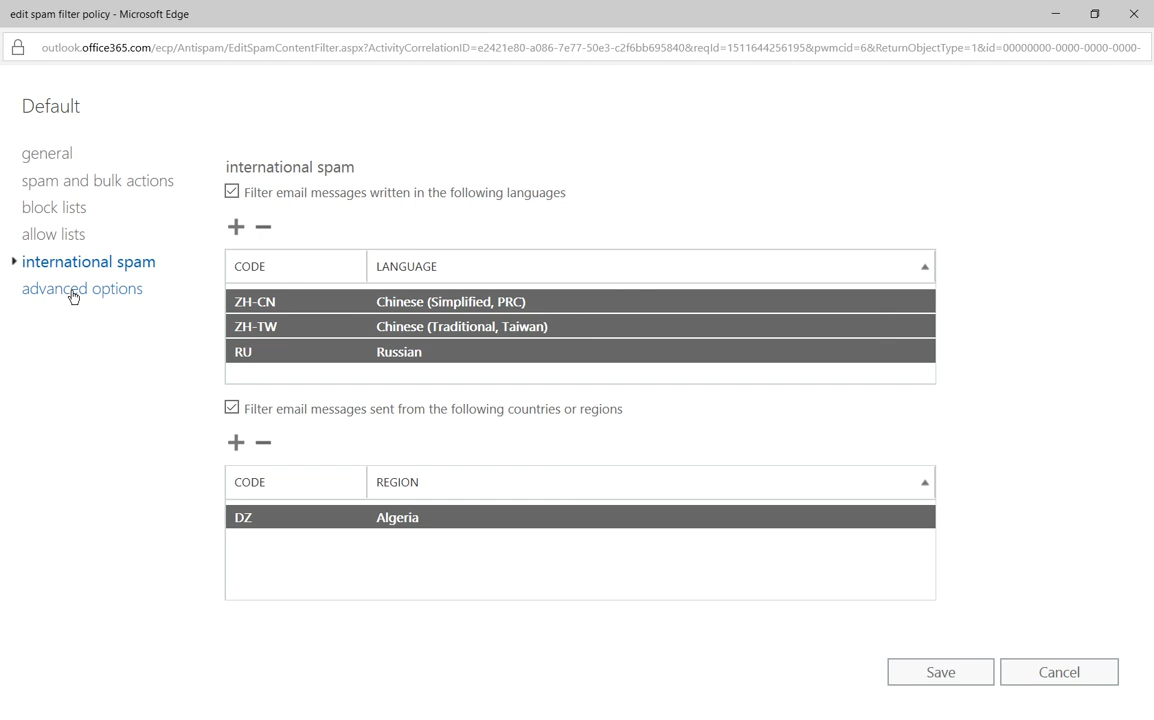 edit spam filter policy - Microsoft Edge
outlook.office365.com/ecp/Antispam/EditSpamContentFilter.aspx?ActivityCorrelationID=e2421e80-a086-7e77-50e3-c2f6bb695840&reqId=1511644256195&pwmcid=6&ReturnObjectType=1&id=00000000-0000-0000-0000-
Default
general
spam and bulk actions
block lists
allow lists
international spam
advanced options
international spam
Filter email messages written in the following languages
CODE LANGUAGE
ZH-CN Chinese (Simplified, PRC)
ZH-TW Chinese (Traditional, Taiwan)
RU Russian
Filter email messages sent from the following countries or regions
CODE REGION
DZ Algeria
Save Cancel